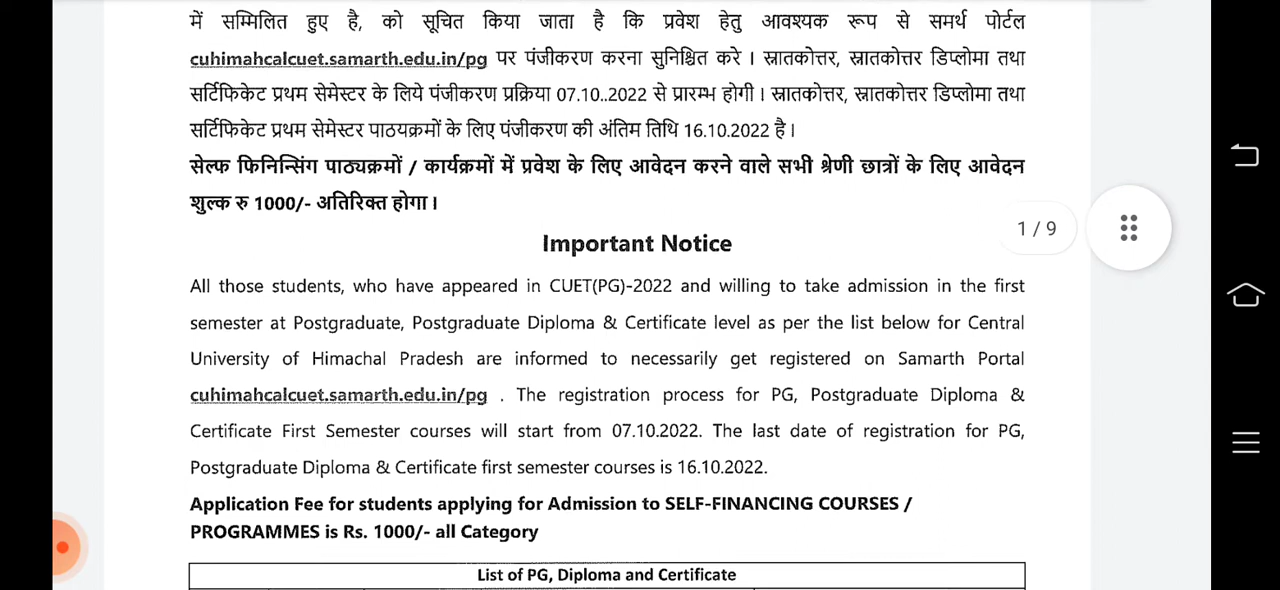 में सम्मिलित हुए है, को सूचित किया जाता है कि प्रवेश हेतु आवश्यक रूप से समर्थ पोर्टल
cuhimahcalcuet.samarth.edu.in/pg पर पंजीकरण करना सुनिश्चित करे । स्नातकोत्तर, स्नातकोत्तर डिप्लोमा तथा
सर्टिफिकेट प्रथम सेमेस्टर के लिये पंजीकरण प्रक्रिया 07.10..2022 से प्रारम्भ होगी । स्नातकोत्तर, स्नातकोत्तर डिप्लोमा तथा
सर्टिफिकेट प्रथम सेमेस्टर पाठयक्रमों के लिए पंजीकरण की अंतिम तिथि 16.10.2022 है ।
सेल्फ फिनिन्सिंग पाठ्यक्रमों / कार्यक्रमों में प्रवेश के लिए आवेदन करने वाले सभी श्रेणी छात्रों के लिए आवेदन
शुल्क रु 1000/- अतिरिक्त होगा ।
1 / 9
Important Notice
All those students, who have appeared in CUET(PG)-2022 and willing to take admission in the first
semester at Postgraduate, Postgraduate Diploma & Certificate level as per the list below for Central
University of Himachal Pradesh are informed to necessarily get registered on Samarth Portal
cuhimahcalcuet.samarth.edu.in/pg . The registration process for PG, Postgraduate Diploma &
Certificate First Semester courses will start from 07.10.2022. The last date of registration for PG,
Postgraduate Diploma & Certificate first semester courses is 16.10.2022.
Application Fee for students applying for Admission to SELF-FINANCING COURSES /
PROGRAMMES is Rs. 1000/- all Category
List of PG, Diploma and Certificate